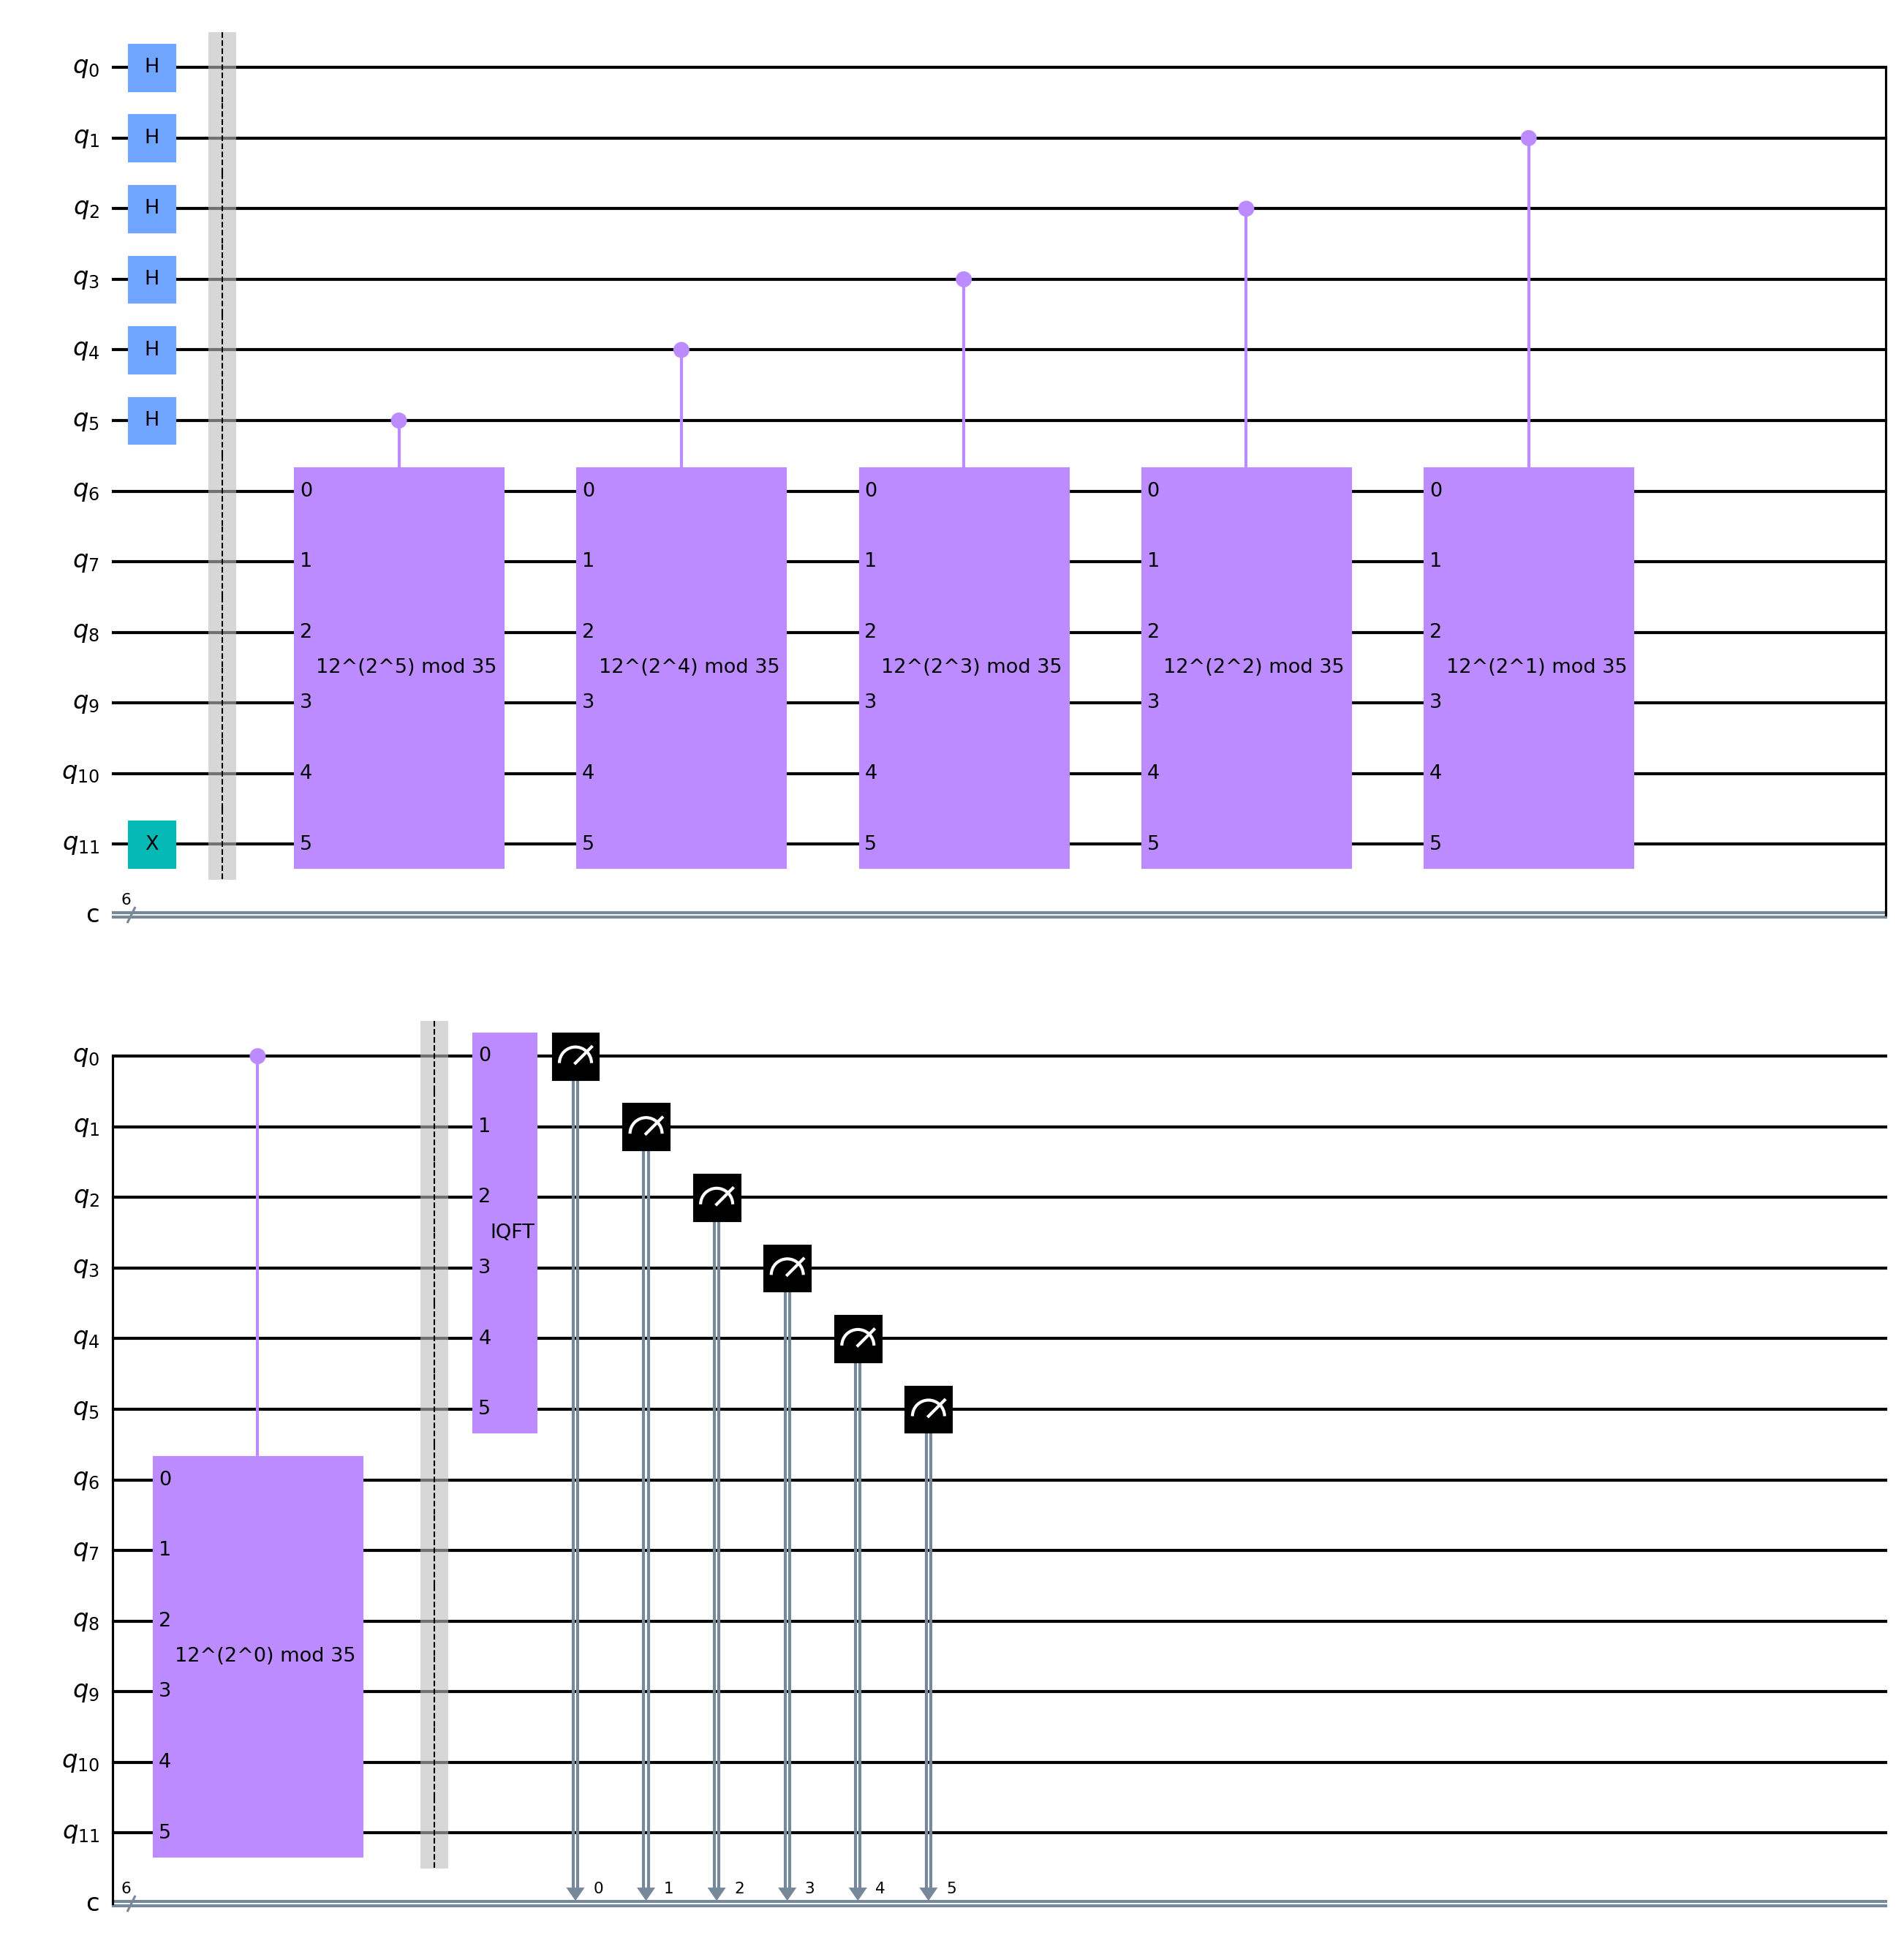 q0 H
q1 H
q2 H
q3 H
q4 H
q5 H
q6 0 0 0 0 0
q7 1 1 1 1 1
q8 2 2 2 2 2
12^(2^5) mod 35 12^(2^4) mod 35 12^(2^3) mod 35 12^(2^2) mod 35 12^(2^1) mod 35
q9 3 3 3 3 3
q10 4 4 4 4 4
q11 X 5 5 5 5 5
6
c
q0 0
q1 1
q2 2
IQFT
q3 3
q4 4
q5 5
q6 0
q7 1
q8 2
12^(2^0) mod 35
q9 3
q10 4
q11 5
6 0 1 2 3 4 5
c